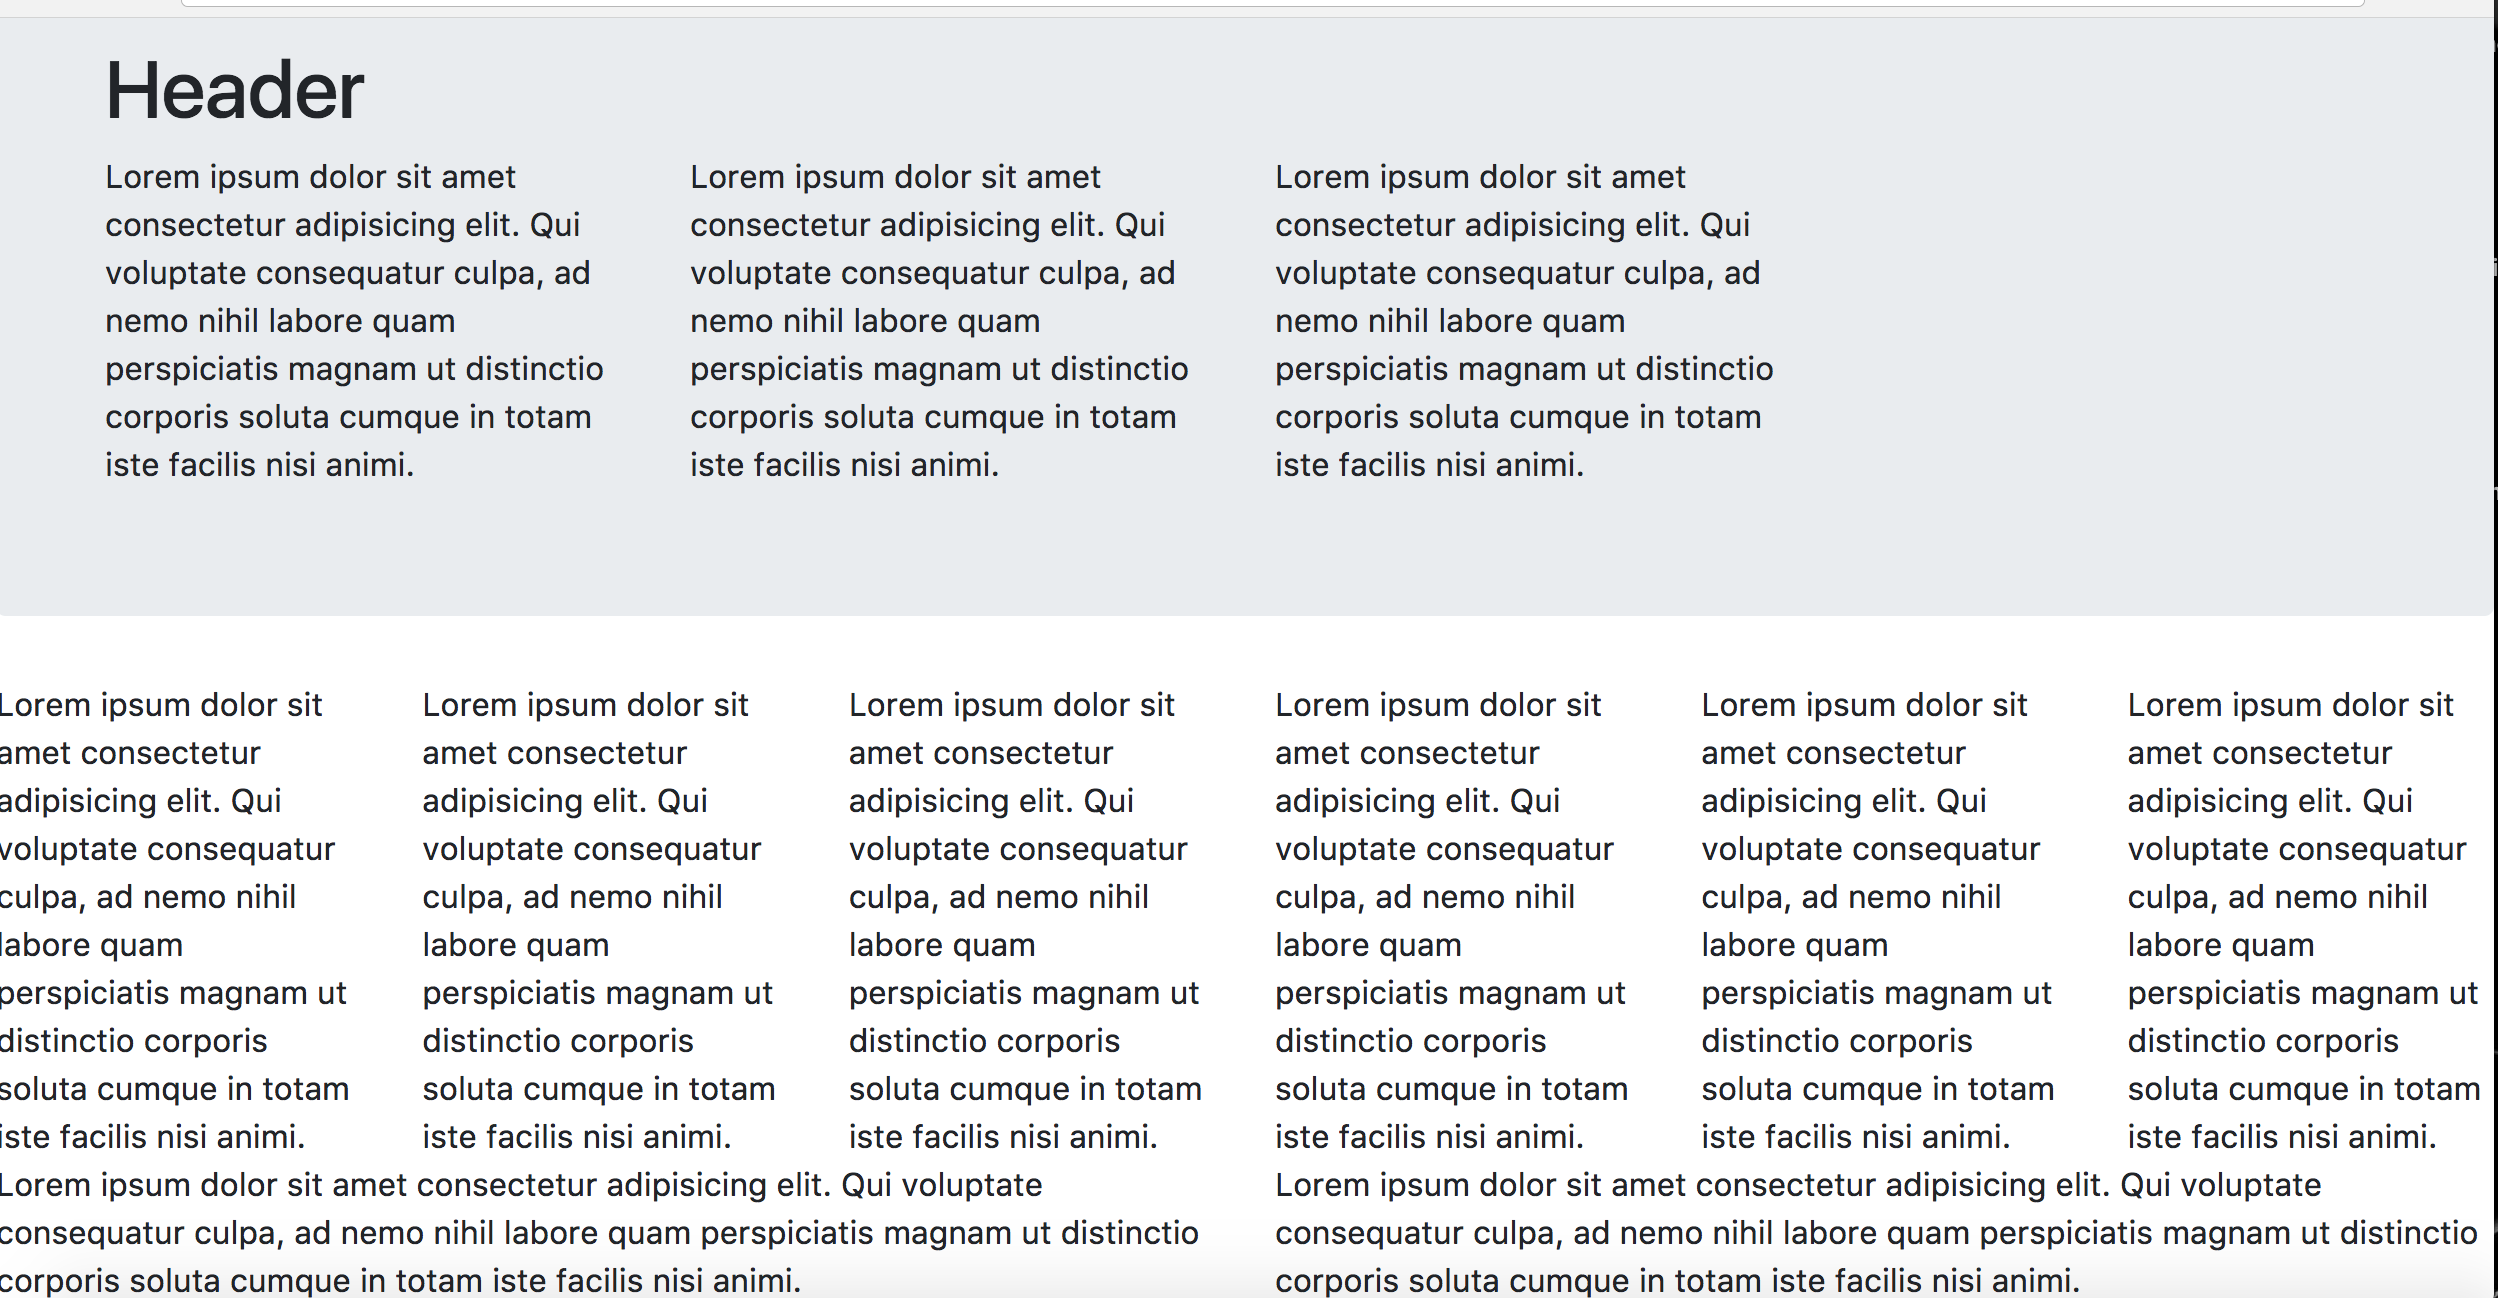 Header
Lorem ipsum dolor sit amet
consectetur adipisicing elit. Qui
voluptate consequatur culpa, ad
nemo nihil labore quam
perspiciatis magnam ut distinctio
corporis soluta cumque in totam
iste facilis nisi animi.
Lorem ipsum dolor sit amet
consectetur adipisicing elit. Qui
voluptate consequatur culpa, ad
nemo nihil labore quam
perspiciatis magnam ut distinctio
corporis soluta cumque in totam
iste facilis nisi animi.
Lorem ipsum dolor sit amet
consectetur adipisicing elit. Qui
voluptate consequatur culpa, ad
nemo nihil labore quam
perspiciatis magnam ut distinctio
corporis soluta cumque in totam
iste facilis nisi animi.
Lorem ipsum dolor sit
amet consectetur
adipisicing elit. Qui
voluptate consequatur
culpa, ad nemo nihil
labore quam
perspiciatis magnam ut
distinctio corporis
soluta cumque in totam
iste facilis nisi animi.
Lorem ipsum dolor sit
amet consectetur
adipisicing elit. Qui
voluptate consequatur
culpa, ad nemo nihil
labore quam
perspiciatis magnam ut
distinctio corporis
soluta cumque in totam
iste facilis nisi animi.
Lorem ipsum dolor sit
amet consectetur
adipisicing elit. Qui
voluptate consequatur
culpa, ad nemo nihil
labore quam
perspiciatis magnam ut
distinctio corporis
soluta cumque in totam
iste facilis nisi animi.
Lorem ipsum dolor sit
amet consectetur
adipisicing elit. Qui
voluptate consequatur
culpa, ad nemo nihil
labore quam
perspiciatis magnam ut
distinctio corporis
soluta cumque in totam
iste facilis nisi animi.
Lorem ipsum dolor sit
amet consectetur
adipisicing elit. Qui
voluptate consequatur
culpa, ad nemo nihil
labore quam
perspiciatis magnam ut
distinctio corporis
soluta cumque in totam
iste facilis nisi animi.
Lorem ipsum dolor sit
amet consectetur
adipisicing elit. Qui
voluptate consequatur
culpa, ad nemo nihil
labore quam
perspiciatis magnam ut
distinctio corporis
soluta cumque in totam
iste facilis nisi animi.
Lorem ipsum dolor sit amet consectetur adipisicing elit. Qui voluptate
consequatur culpa, ad nemo nihil labore quam perspiciatis magnam ut distinctio
corporis soluta cumque in totam iste facilis nisi animi.
Lorem ipsum dolor sit amet consectetur adipisicing elit. Qui voluptate
consequatur culpa, ad nemo nihil labore quam perspiciatis magnam ut distinctio
corporis soluta cumque in totam iste facilis nisi animi.